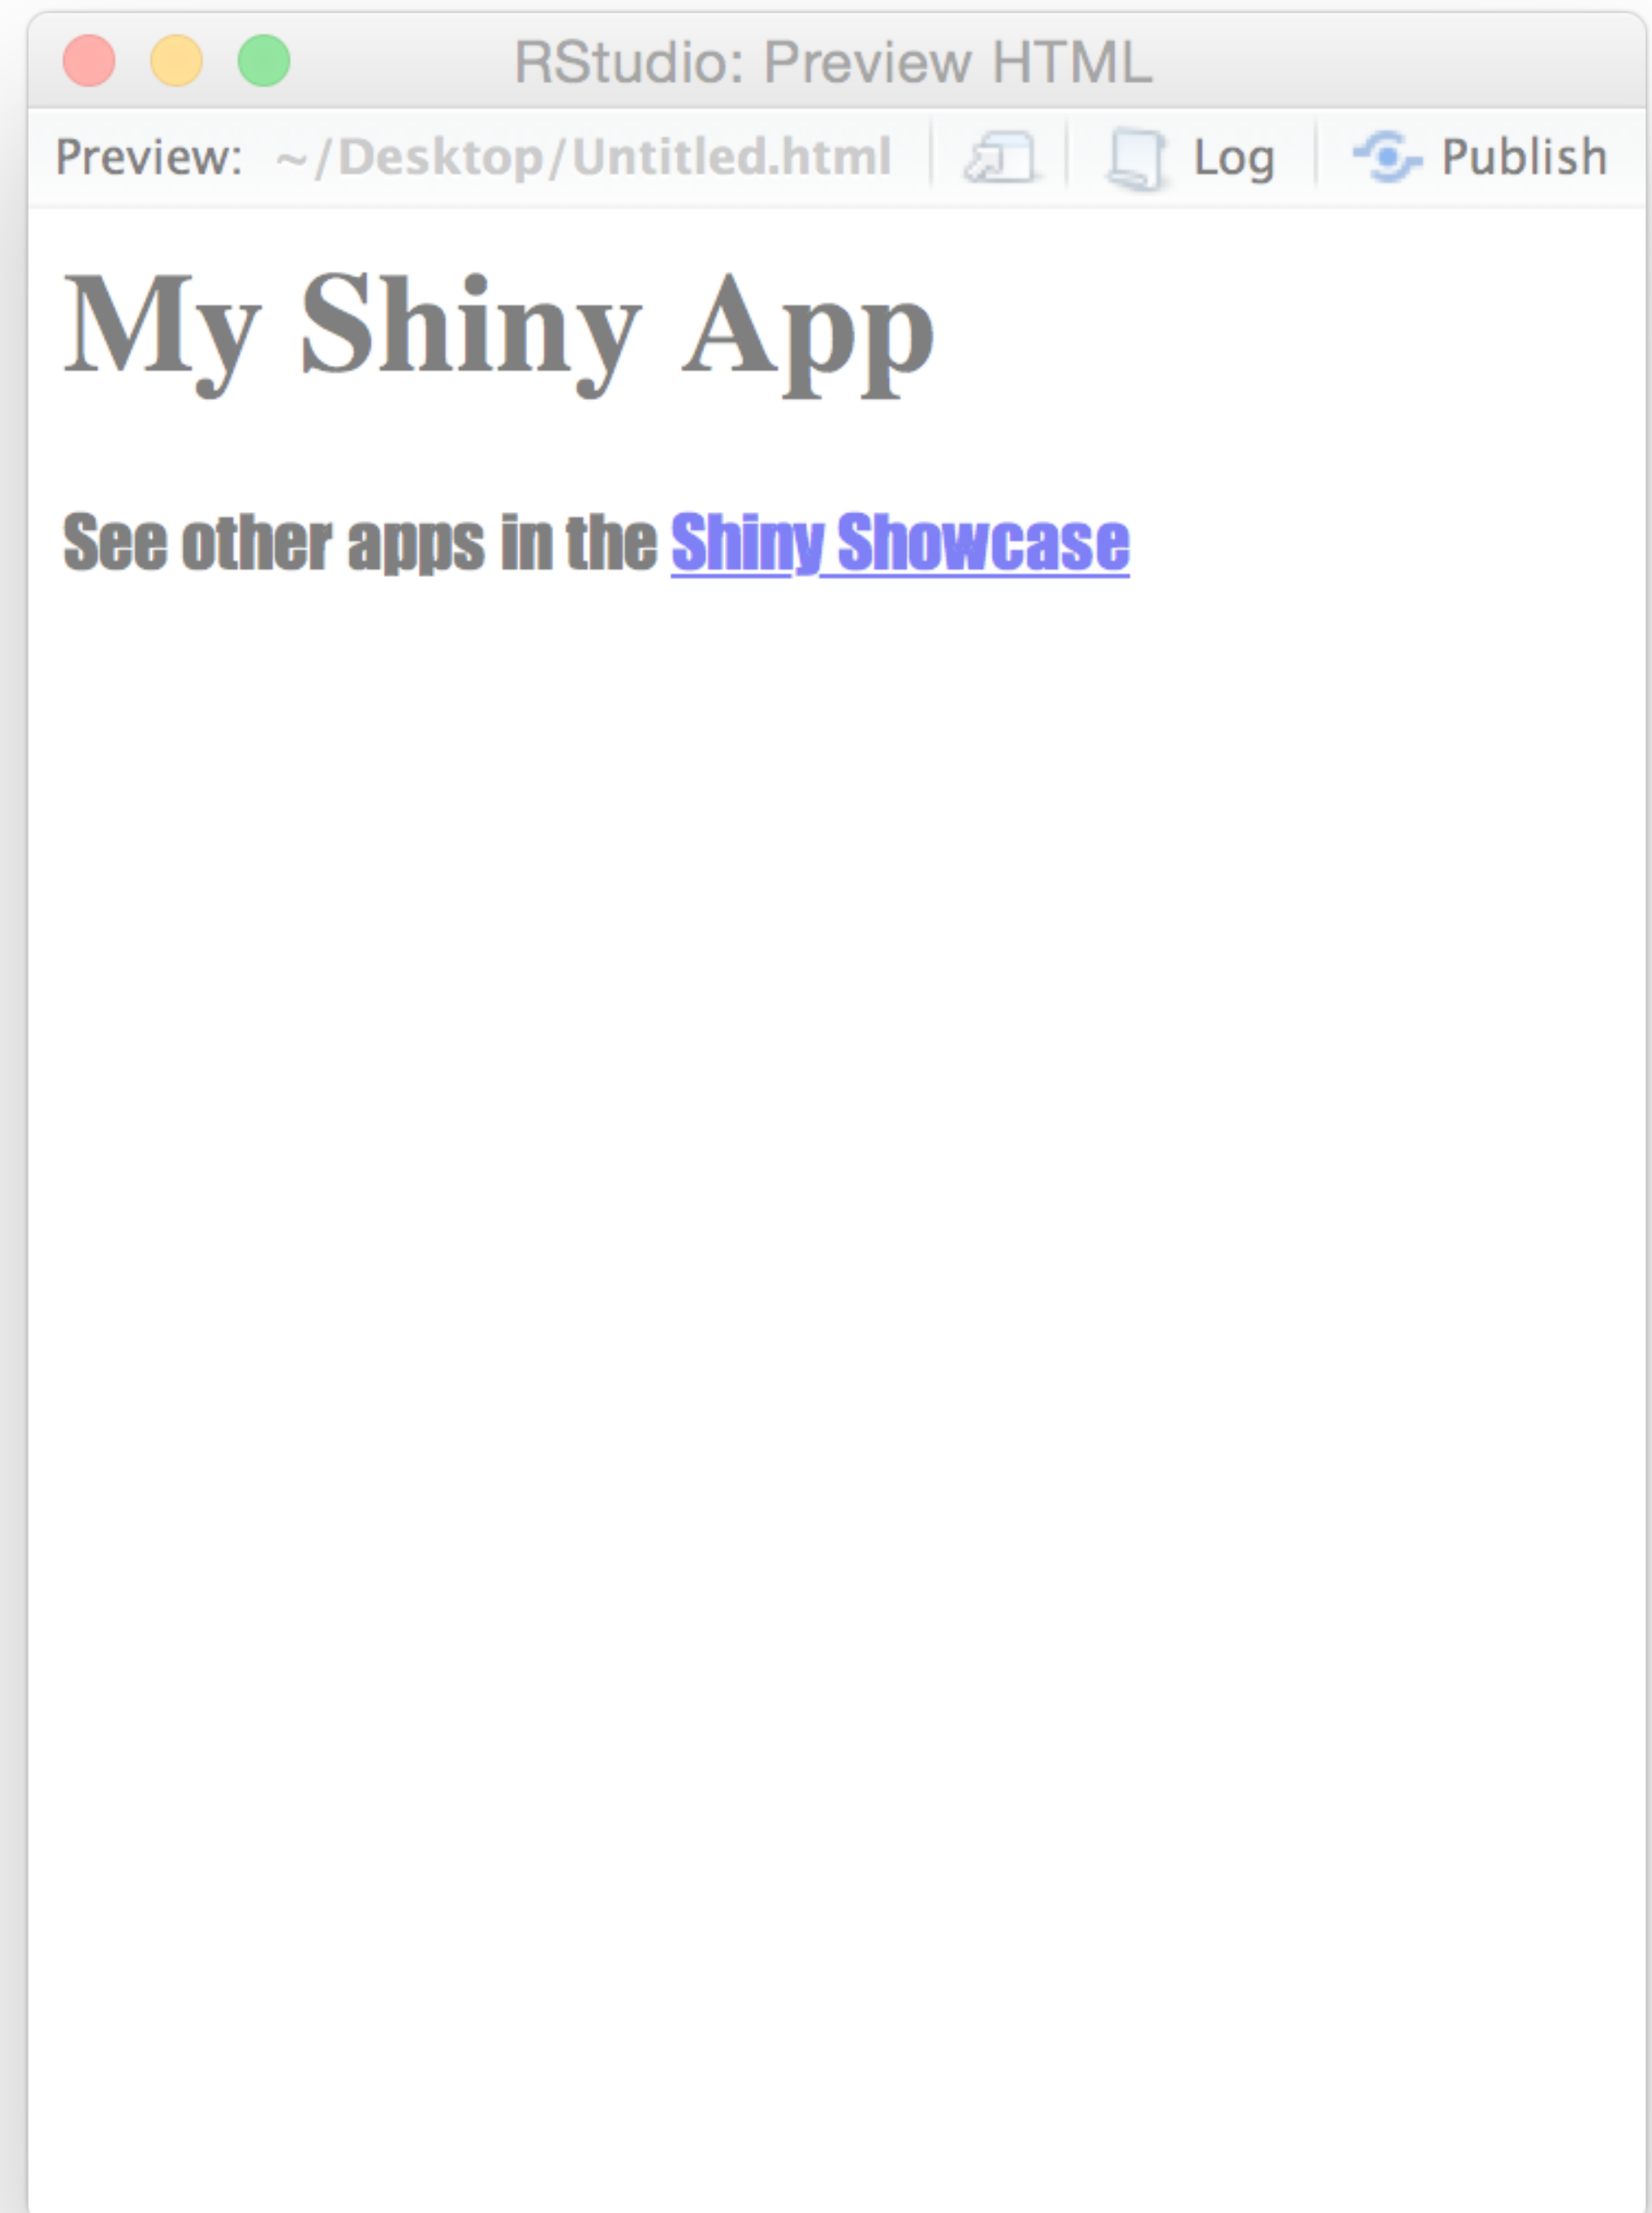 RStudio: Preview HTML
Preview: ~/Desktop/Untitled.html Log Publish
My Shiny App
See other apps in the Shiny Showcase